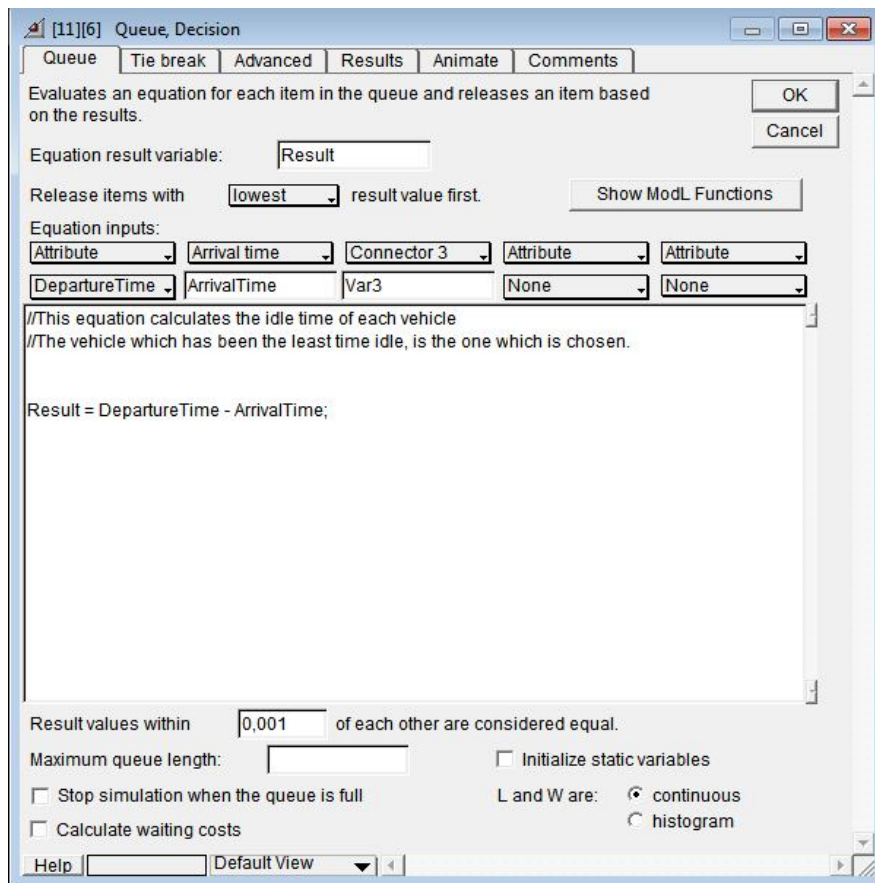 [11][6] Queue, Decision
Queue Tie break Advanced Results Animate Comments
Evaluates an equation for each item in the queue and releases an item based
on the results.
OK
Cancel
Equation result variable: Result
Release items with lowest result value first. Show ModL Functions
Equation inputs:
Attribute Arrival time Connector 3 Attribute Attribute
DepartureTime ArrivalTime Var3 None None
//This equation calculates the idle time of each vehicle
//The vehicle which has been the least time idle, is the one which is chosen.
Result = DepartureTime - ArrivalTime;
Result values within 0,001 of each other are considered equal.
Maximum queue length: Initialize static variables
Stop simulation when the queue is full L and W are: continuous
histogram
Calculate waiting costs
Help Default View